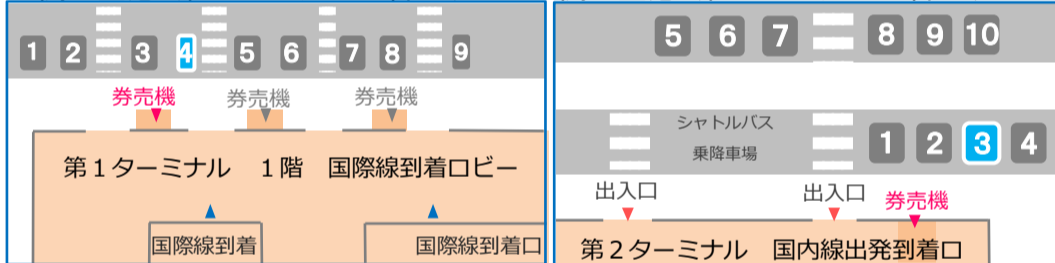 1 2 3 4 5 6 7 8 9
券売機 券売機 券売機
第1ターミナル 1階 国際線到着ロビー
国際線到着 国際線到着口
5 6 7 8 9 10
シャトルバス
乗降車場
1 2 3 4
出入口 出入口 券売機
第2ターミナル 国内線出発到着口